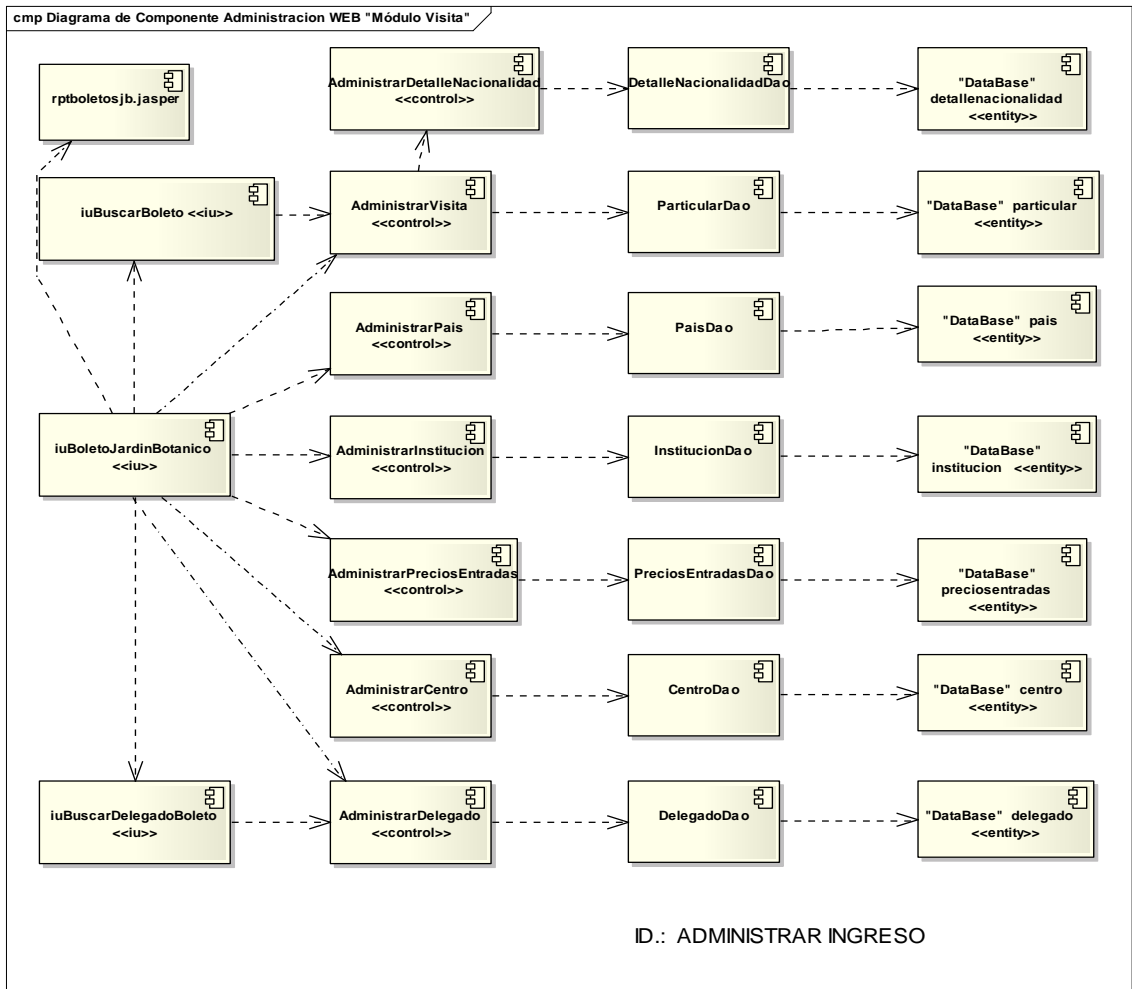 cmp Diagrama de Componente Administracion WEB "Módulo Visita"
rptboletosjb.jasper
AdministrarDetalleNacionalidad
<<control>>
DetalleNacionalidadDao
"DataBase"
detallenacionalidad
<<entity>>
iuBuscarBoleto <<iu>>
AdministrarVisita
<<control>>
ParticularDao
"DataBase" particular
<<entity>>
AdministrarPais
<<control>>
PaisDao
"DataBase" pais
<<entity>>
iuBoletoJardinBotanico
<<iu>>
AdministrarInstitucion
<<control>>
InstitucionDao
"DataBase"
institucion <<entity>>
AdministrarPreciosEntradas
<<control>>
PreciosEntradasDao
"DataBase"
preciosentradas
<<entity>>
AdministrarCentro
<<control>>
CentroDao
"DataBase" centro
<<entity>>
iuBuscarDelegadoBoleto
<<iu>>
AdministrarDelegado
<<control>>
DelegadoDao
"DataBase" delegado
<<entity>>
ID.: ADMINISTRAR INGRESO